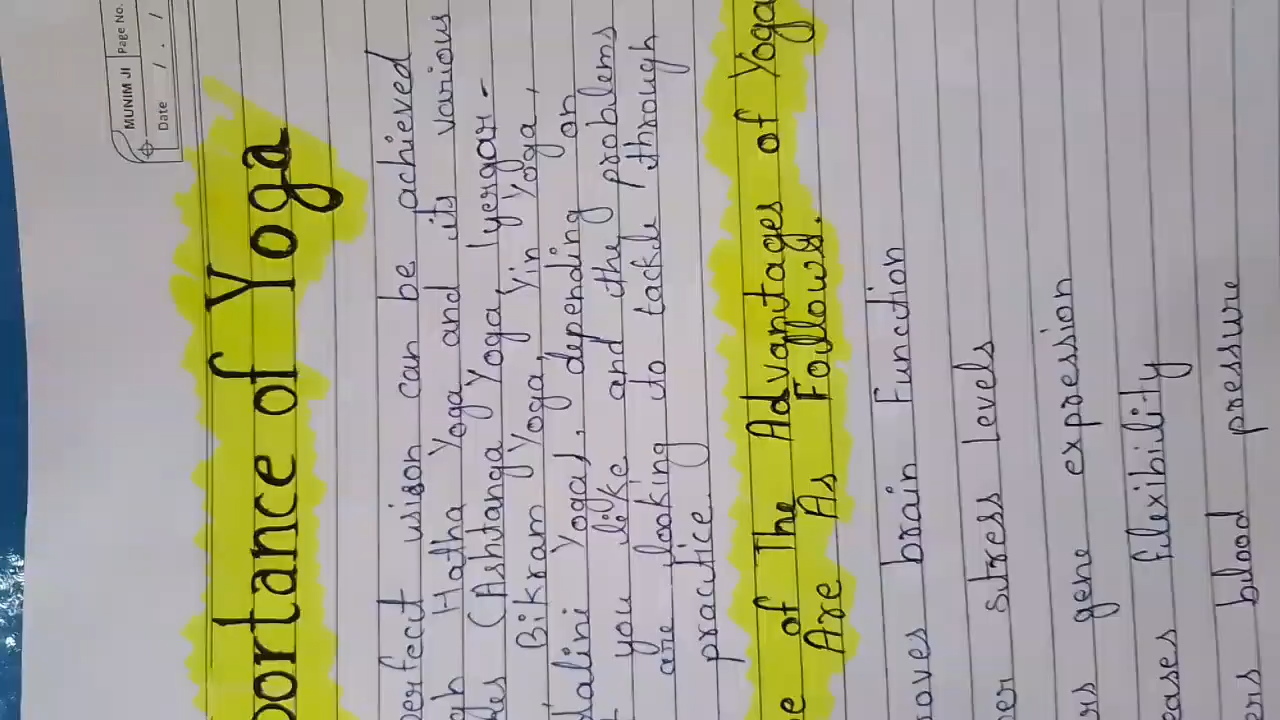 MUNIM JI Page No.
Date / . /
portance of Yoga
perfect vision can be achieved
gh Hatha Yoga and its various
les (Ashtanga Yoga, Iyengar-
Bikram Yoga, Yin Yoga,
dalini Yoga), depending on
t you like and the problems
are looking to tackle through
practice.
e of The Advantages of Yoga
Are As Follows.
roves brain Function
er stress levels
rs gene expression
eases flexibility
ers blood pressure